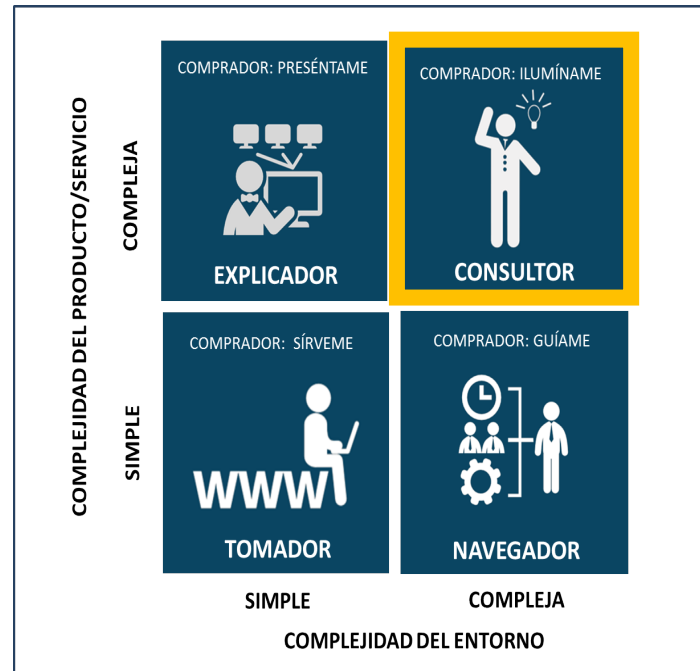 COMPLEJIDAD DEL PRODUCTO/SERVICIO
COMPLEJA
COMPRADOR: PRESÉNTAME
EXPLICADOR
COMPRADOR: ILUMÍNAME
CONSULTOR
SIMPLE
COMPRADOR: SÍRVEME
WWW
TOMADOR
COMPRADOR: GUÍAME
NAVEGADOR
SIMPLE
COMPLEJA
COMPLEJIDAD DEL ENTORNO